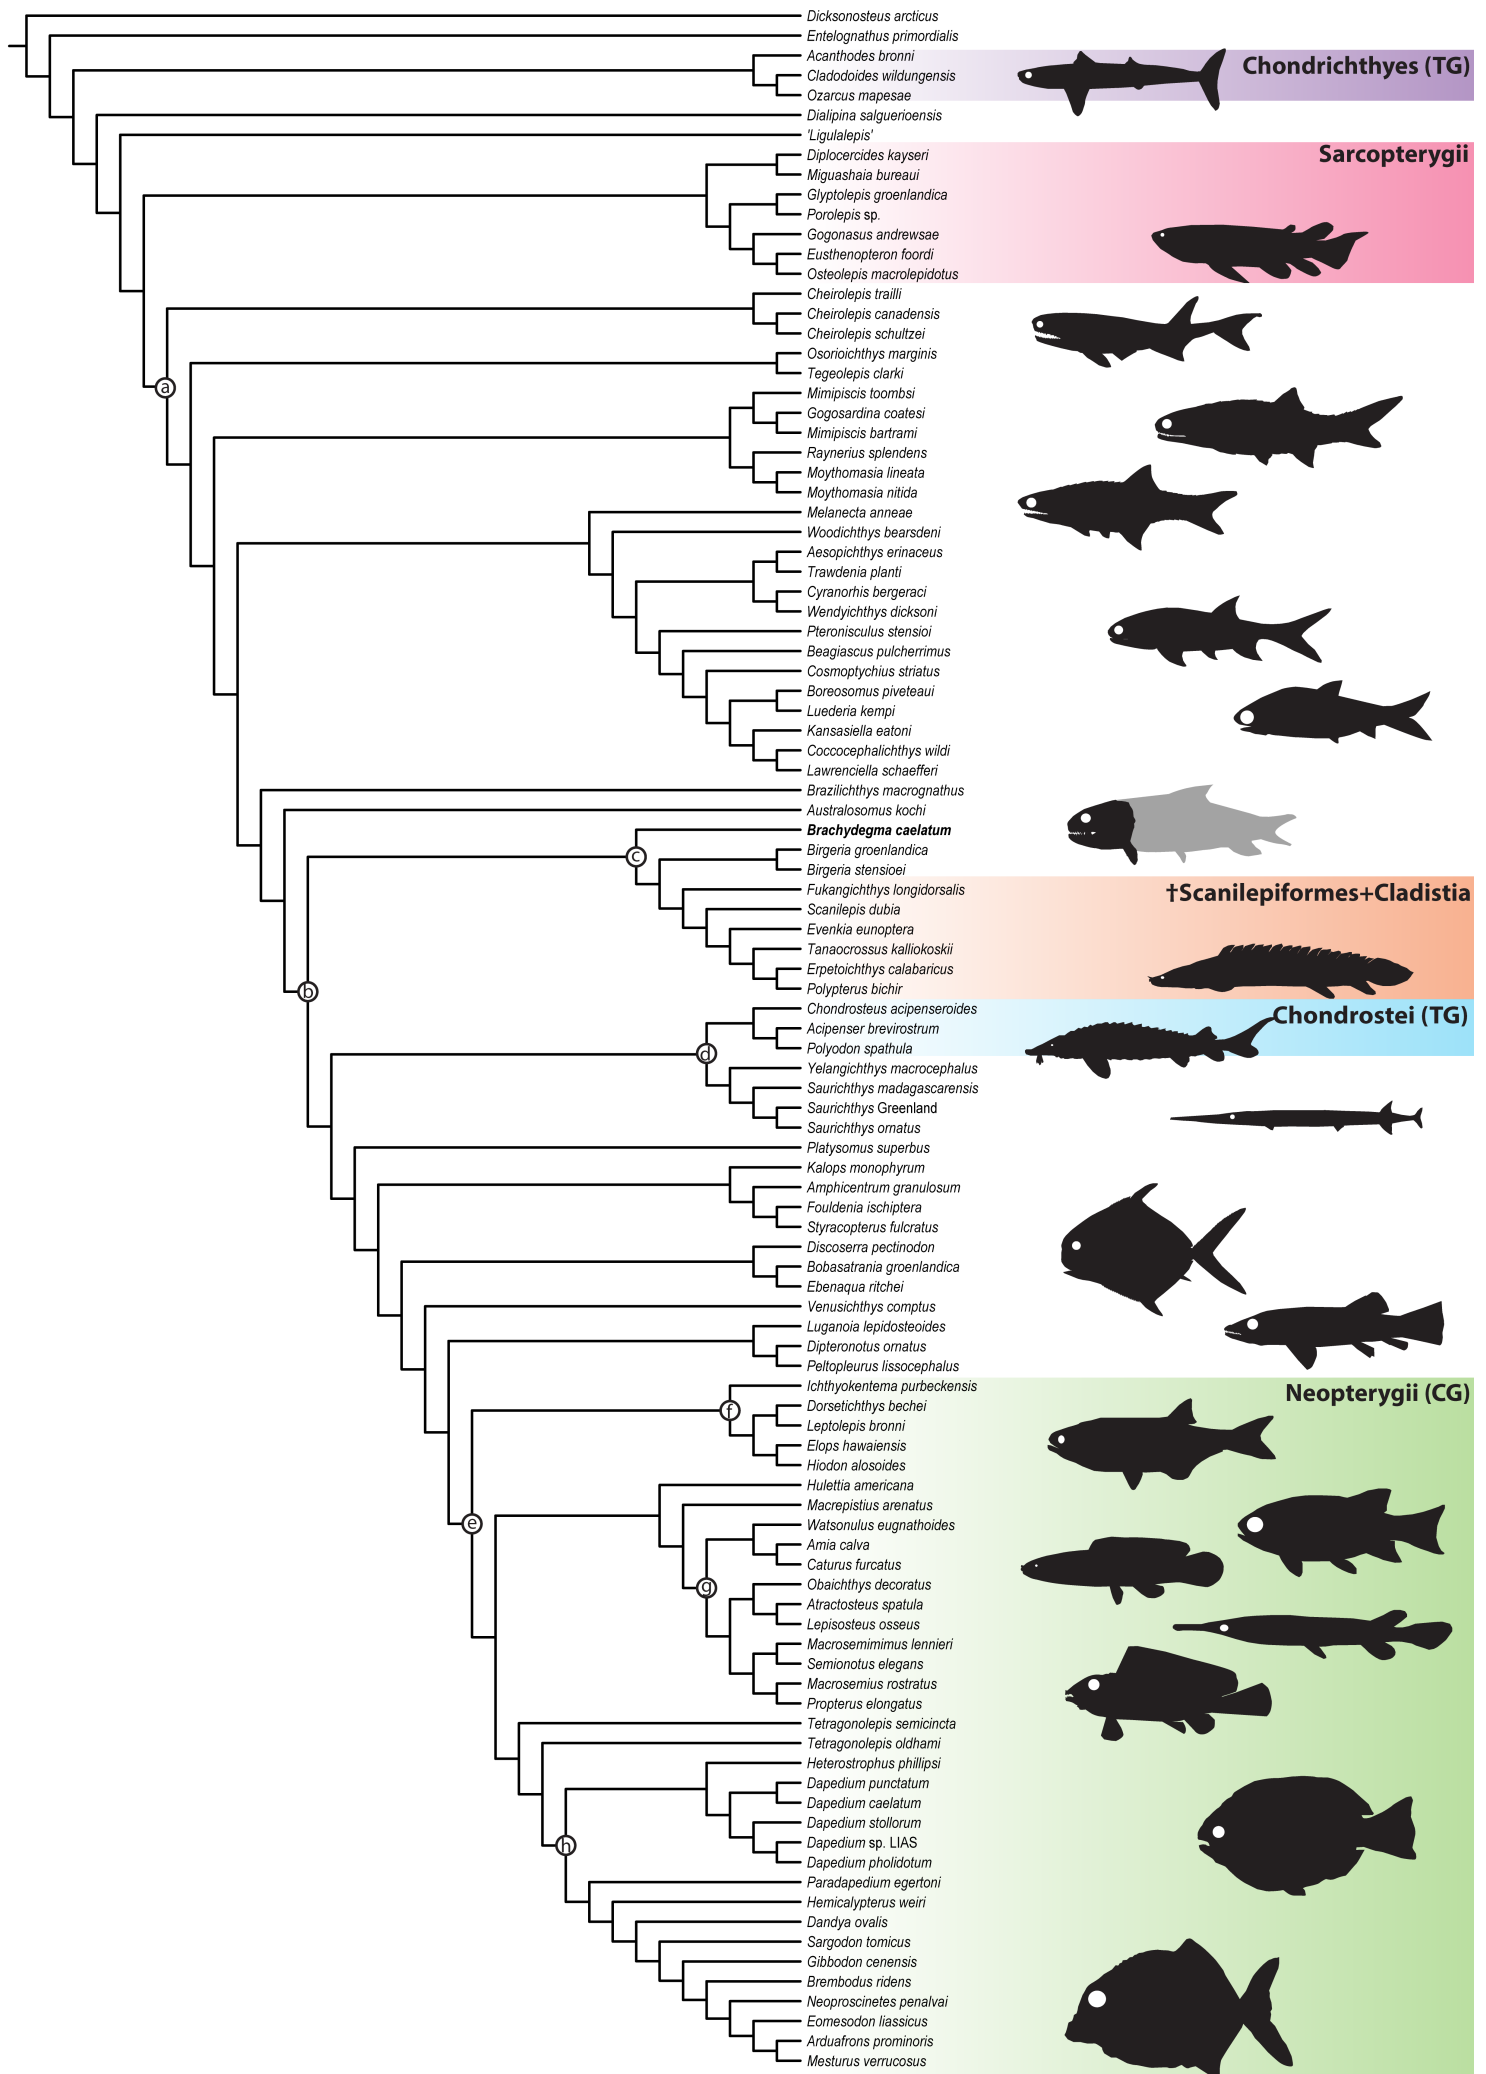 Dicksonosteus arcticus
Entelognathus primordialis
Acanthodes bronni
Chondrichthyes (TG)
Cladodoides wildungensis
Ozarcus mapesae
Dialipina salguerioensis
'Ligulalepis'
Sarcopterygii
Diplocercides kayseri
Miguashaia bureaui
Glyptolepis groenlandica
Porolepis sp.
Gogonasus andrewsae
Eusthenopteron foordi
Osteolepis macrolepidotus
Cheirolepis trailli
Cheirolepis canadensis
Cheirolepis schultzei
Osorioichthys marginis
Tegeolepis clarki
a
Mimipiscis toombsi
Gogosardina coatesi
Mimipiscis bartrami
Raynerius splendens
Moythomasia lineata
Moythomasia nitida
Melanecta anneae
Woodichthys bearsdeni
Aesopichthys erinaceus
Trawdenia planti
Cyranorhis bergeraci
Wendyichthys dicksoni
Pteronisculus stensioi
Beagiascus pulcherrimus
Cosmoptychius striatus
Boreosomus piveteaui
Luederia kempi
Kansasiella eatoni
Coccocephalichthys wildi
Lawrenciella schaefferi
Brazilichthys macrognathus
Australosomus kochi
Brachydegma caelatum
c
Birgeria groenlandica
Birgeria stensioei
Fukangichthys longidorsalis
†Scanilepiformes+Cladistia
Scanilepis dubia
Evenkia eunoptera
Tanaocrossus kalliokoskii
Erpetoichthys calabaricus
Polypterus bichir
b
Chondrosteus acipenseroides
Chondrostei (TG)
Acipenser brevirostrum
Polyodon spathula
d
Yelangichthys macrocephalus
Saurichthys madagascarensis
Saurichthys Greenland
Saurichthys ornatus
Platysomus superbus
Kalops monophyrum
Amphicentrum granulosum
Fouldenia ischiptera
Styracopterus fulcratus
Discoserra pectinodon
Bobasatrania groenlandica
Ebenaqua ritchei
Venusichthys comptus
Luganoia lepidosteoides
Dipteronotus ornatus
Peltopleurus lissocephalus
Ichthyokentema purbeckensis
Neopterygii (CG)
f
Dorsetichthys bechei
Leptolepis bronni
Elops hawaiensis
Hiodon alosoides
Hulettia americana
Macrepistius arenatus
e
Watsonulus eugnathoides
Amia calva
Caturus furcatus
g
Obaichthys decoratus
Atractosteus spatula
Lepisosteus osseus
Macrosemimimus lennieri
Semionotus elegans
Macrosemius rostratus
Propterus elongatus
Tetragonolepis semicincta
Tetragonolepis oldhami
Heterostrophus phillipsi
Dapedium punctatum
Dapedium caelatum
Dapedium stollorum
Dapedium sp. LIAS
h
Dapedium pholidotum
Paradapedium egertoni
Hemicalypterus weiri
Dandya ovalis
Sargodon tomicus
Gibbodon cenensis
Brembodus ridens
Neoproscinetes penalvai
Eomesodon liassicus
Arduafrons prominoris
Mesturus verrucosus